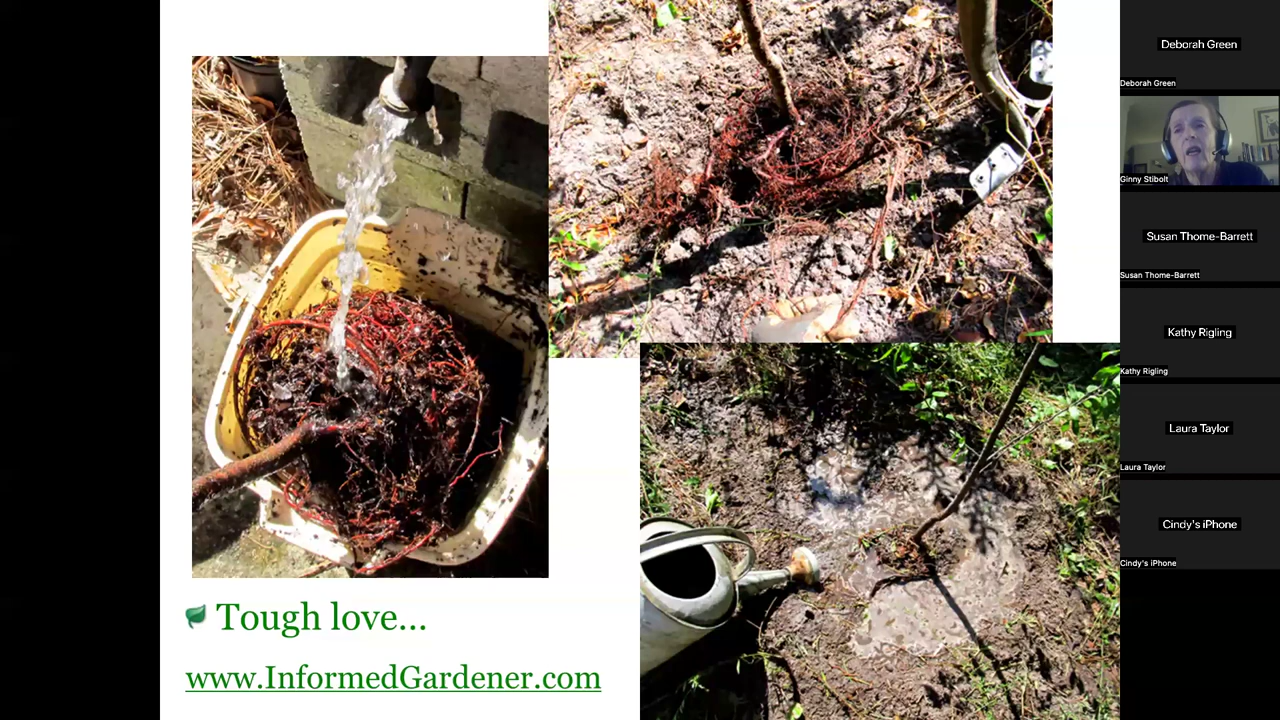 Tough love...
www.InformedGardener.com
Deborah Green
Deborah Green
Ginny Stibolt
Susan Thome-Barrett
Susan Thome-Barrett
Kathy Rigling
Kathy Rigling
Laura Taylor
Laura Taylor
Cindy's iPhone
Cindy's iPhone